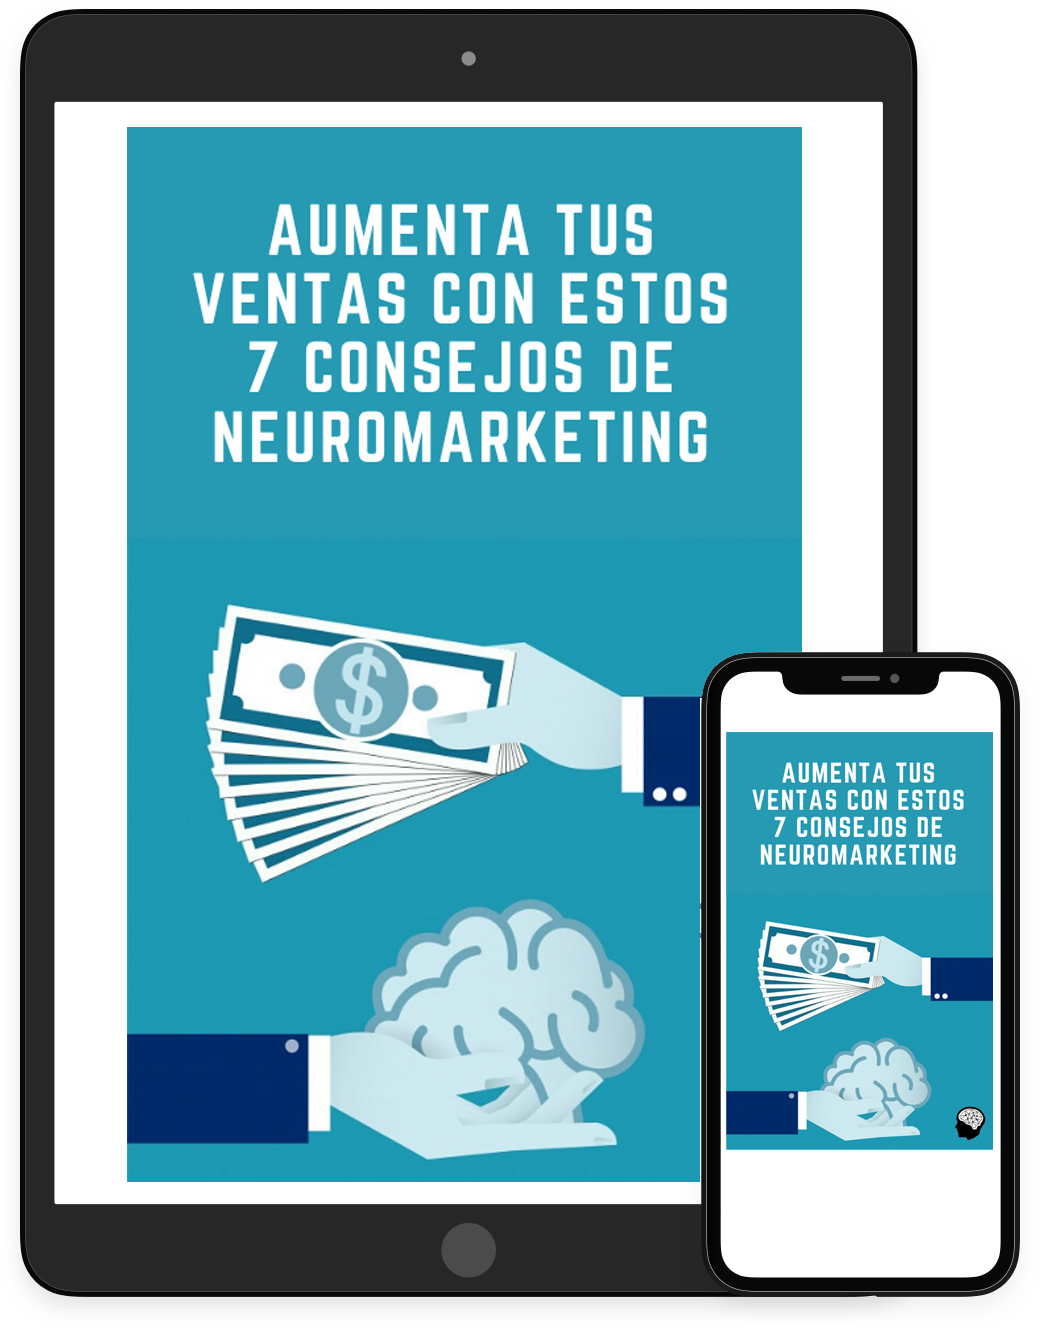 AUMENTA TUS
VENTAS CON ESTOS
7 CONSEJOS DE
NEUROMARKETING
$
AUMENTA TUS
VENTAS CON ESTOS
7 CONSEJOS DE
NEUROMARKETING
$